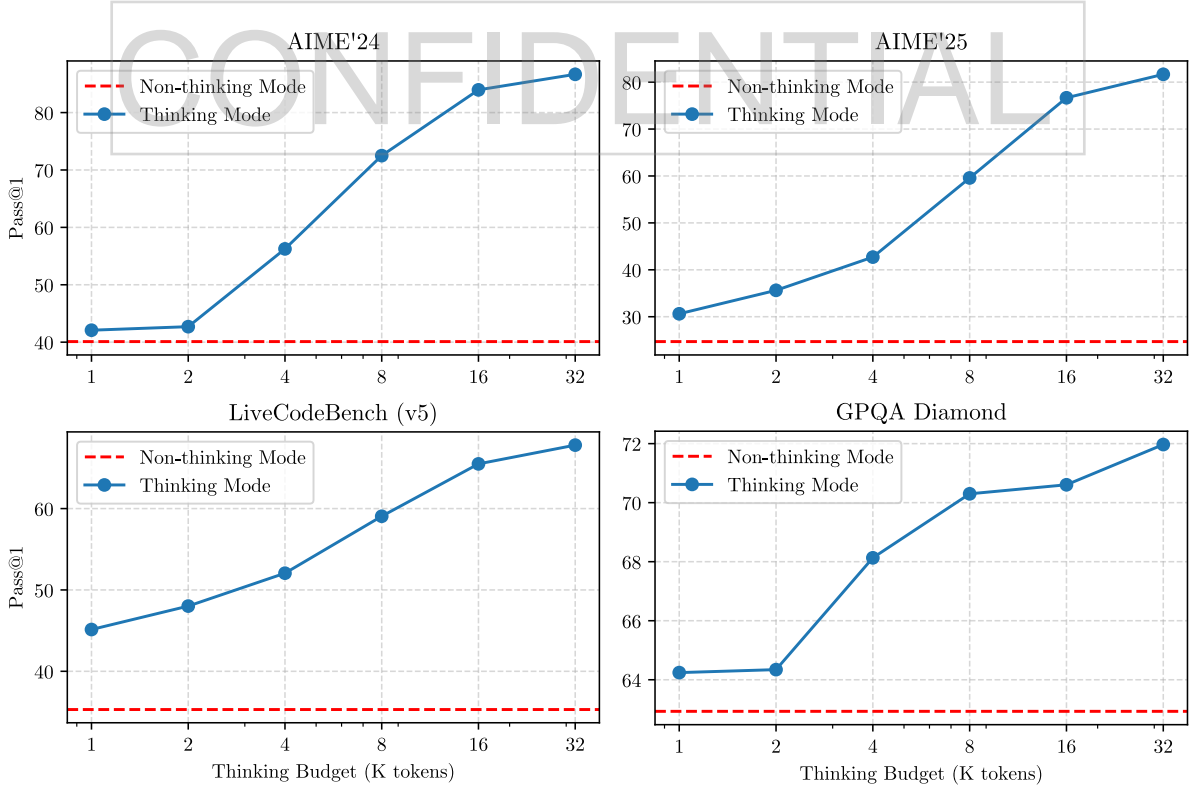 CONFIDENTIAL
AIME'24
Non-thinking Mode
Thinking Mode
Pass@1
80
70
60
50
40
1 2 4 8 16 32
AIME'25
Non-thinking Mode
Thinking Mode
80
70
60
50
40
30
1 2 4 8 16 32
LiveCodeBench (v5)
Non-thinking Mode
Thinking Mode
Pass@1
60
50
40
1 2 4 8 16 32
Thinking Budget (K tokens)
GPQA Diamond
Non-thinking Mode
Thinking Mode
72
70
68
66
64
1 2 4 8 16 32
Thinking Budget (K tokens)